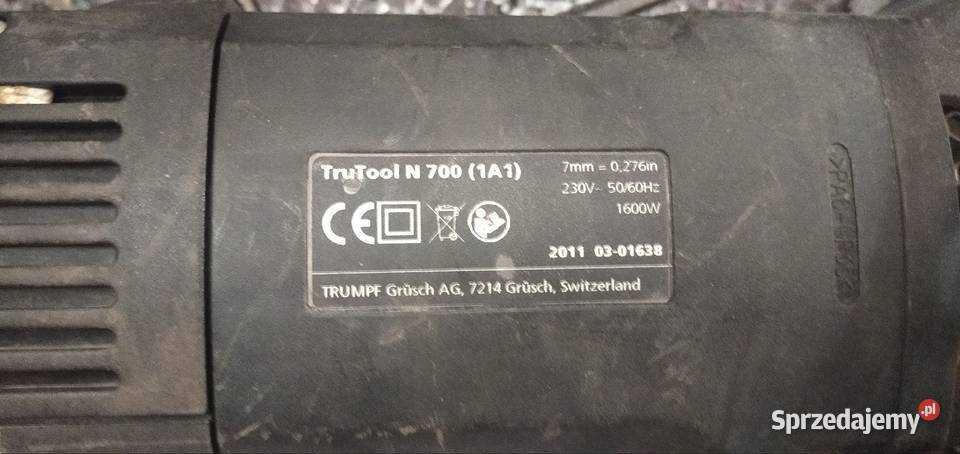 TruTool N 700 (1A1)
7mm = 0,276in
230V~ 50/60Hz
1600W
CE
2011 03-01638
TRUMPF Grüsch AG, 7214 Grüsch, Switzerland
Sprzedajemy.pl